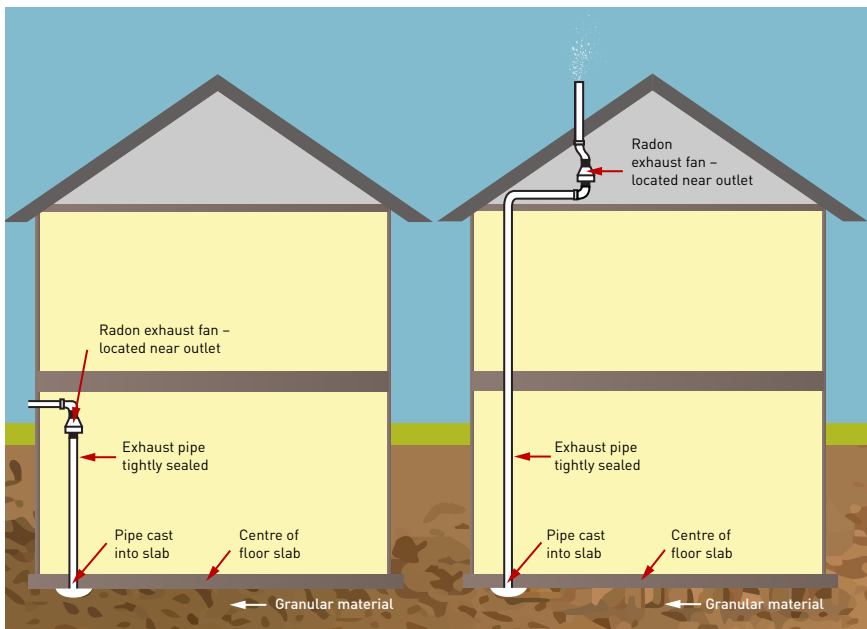 Radon exhaust fan –
located near outlet
Exhaust pipe
tightly sealed
Pipe cast
into slab
Centre of
floor slab
Granular material
Radon
exhaust fan –
located near outlet
Exhaust pipe
tightly sealed
Pipe cast
into slab
Centre of
floor slab
Granular material